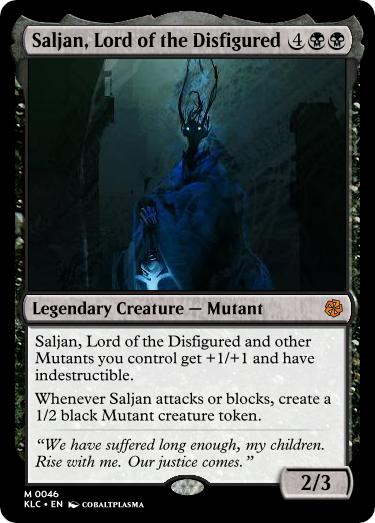 Saljan, Lord of the Disfigured 4
Legendary Creature — Mutant
Saljan, Lord of the Disfigured and other
Mutants you control get +1/+1 and have
indestructible.
Whenever Saljan attacks or blocks, create a
1/2 black Mutant creature token.
“We have suffered long enough, my children.
Rise with me. Our justice comes.”
2/3
M 0046
KLC • EN COBALTPLASMA